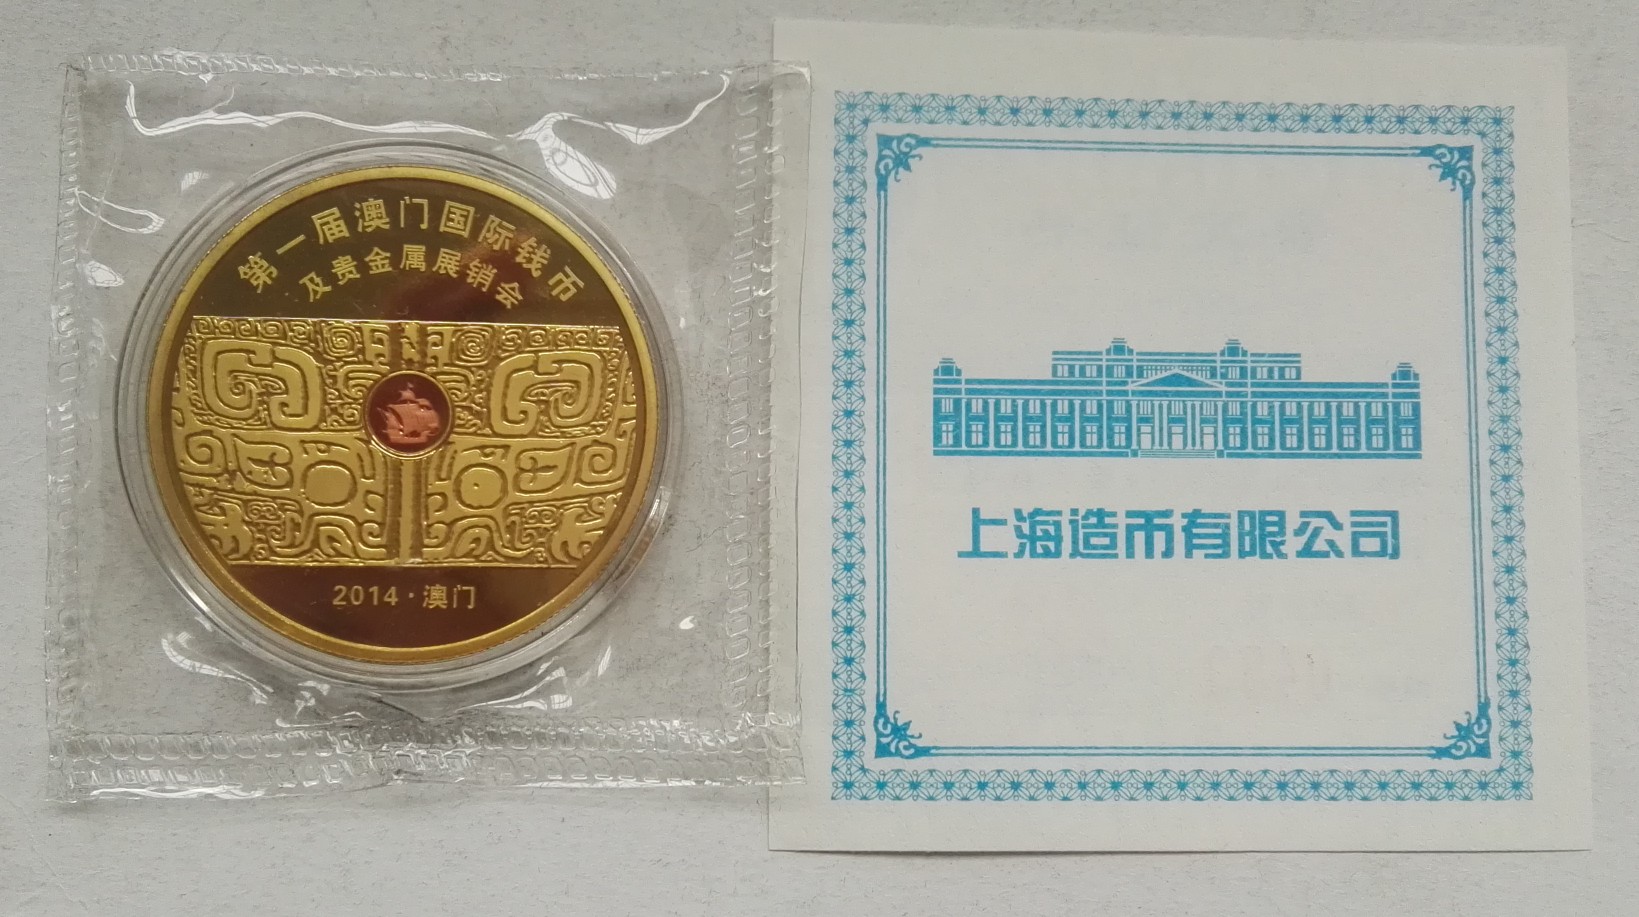 第一届澳门国际钱币
及贵金属展销会
2014·澳门
上海造币有限公司